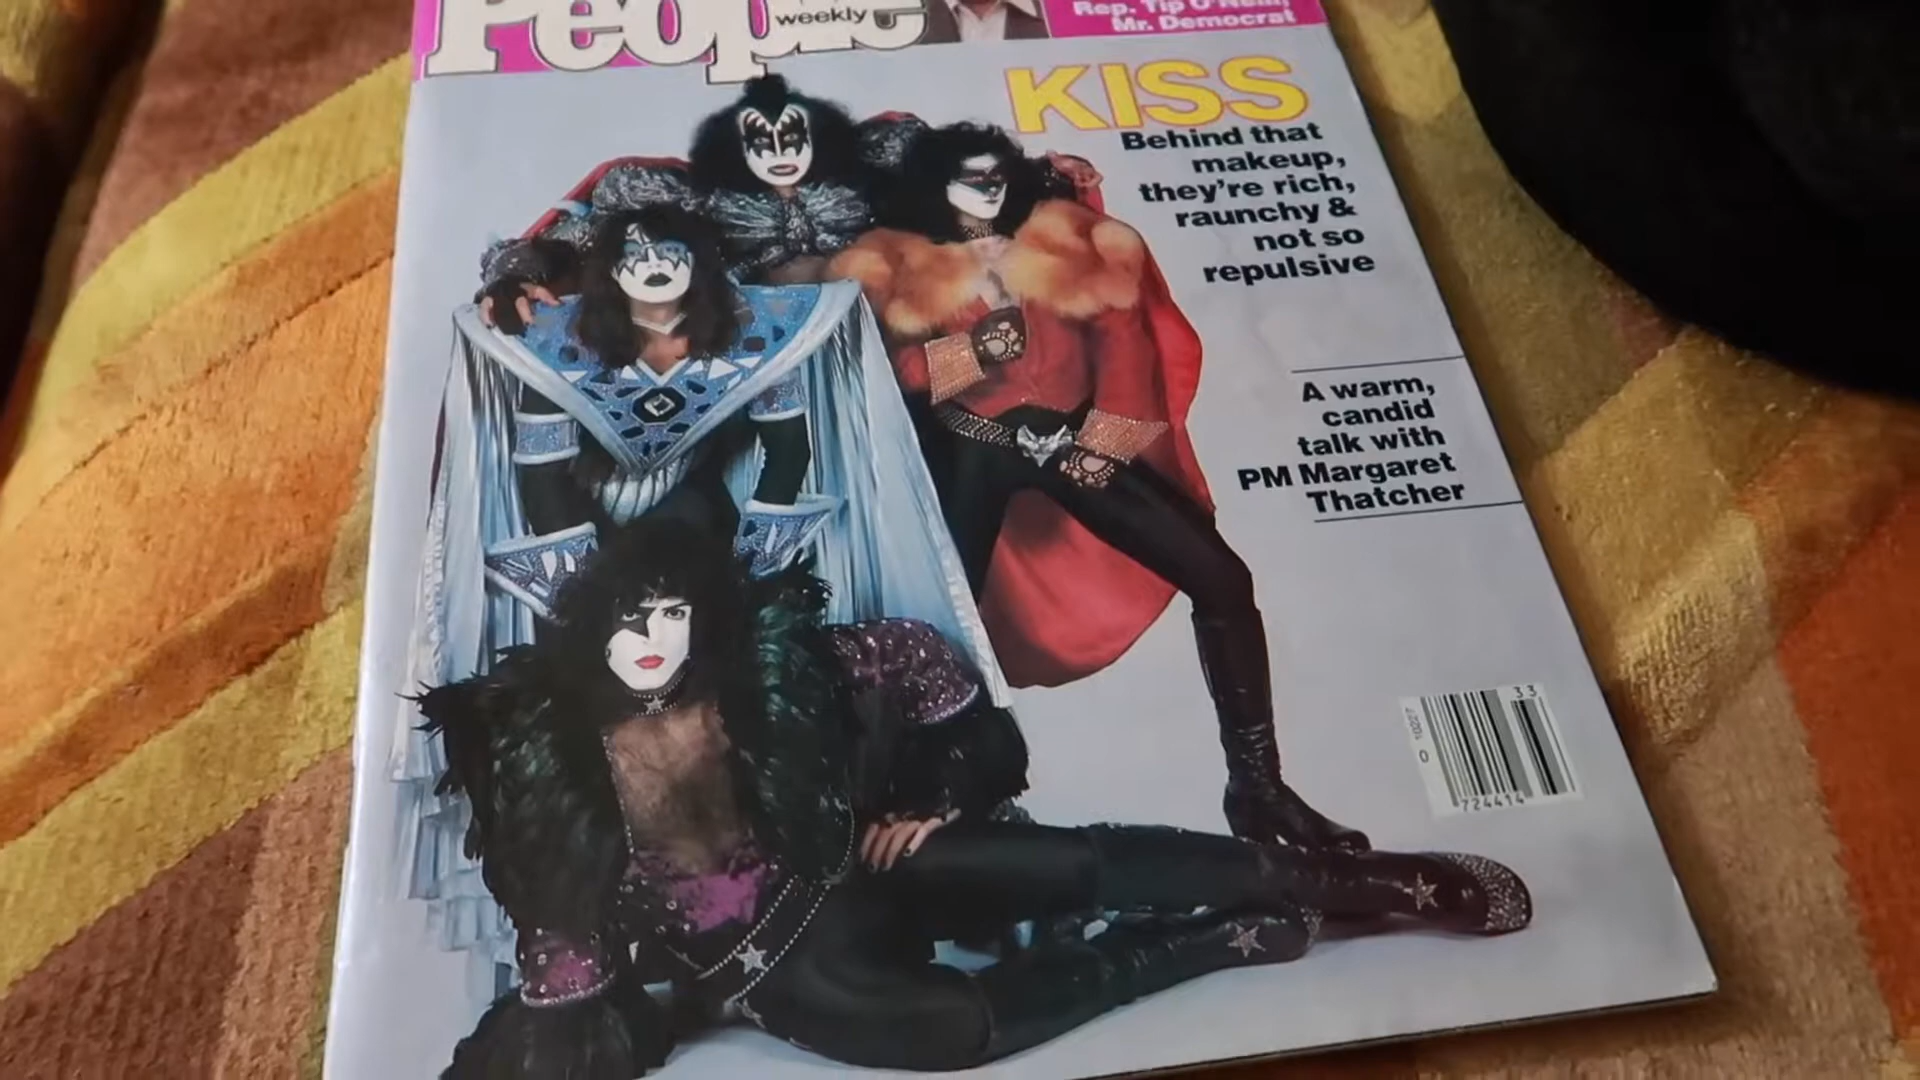 People
weekly
Rep. Tip O'Neill,
Mr. Democrat
KISS
Behind that
makeup,
they're rich,
raunchy &
not so
repulsive
A warm,
candid
talk with
PM Margaret
Thatcher
33
0
10227
724414